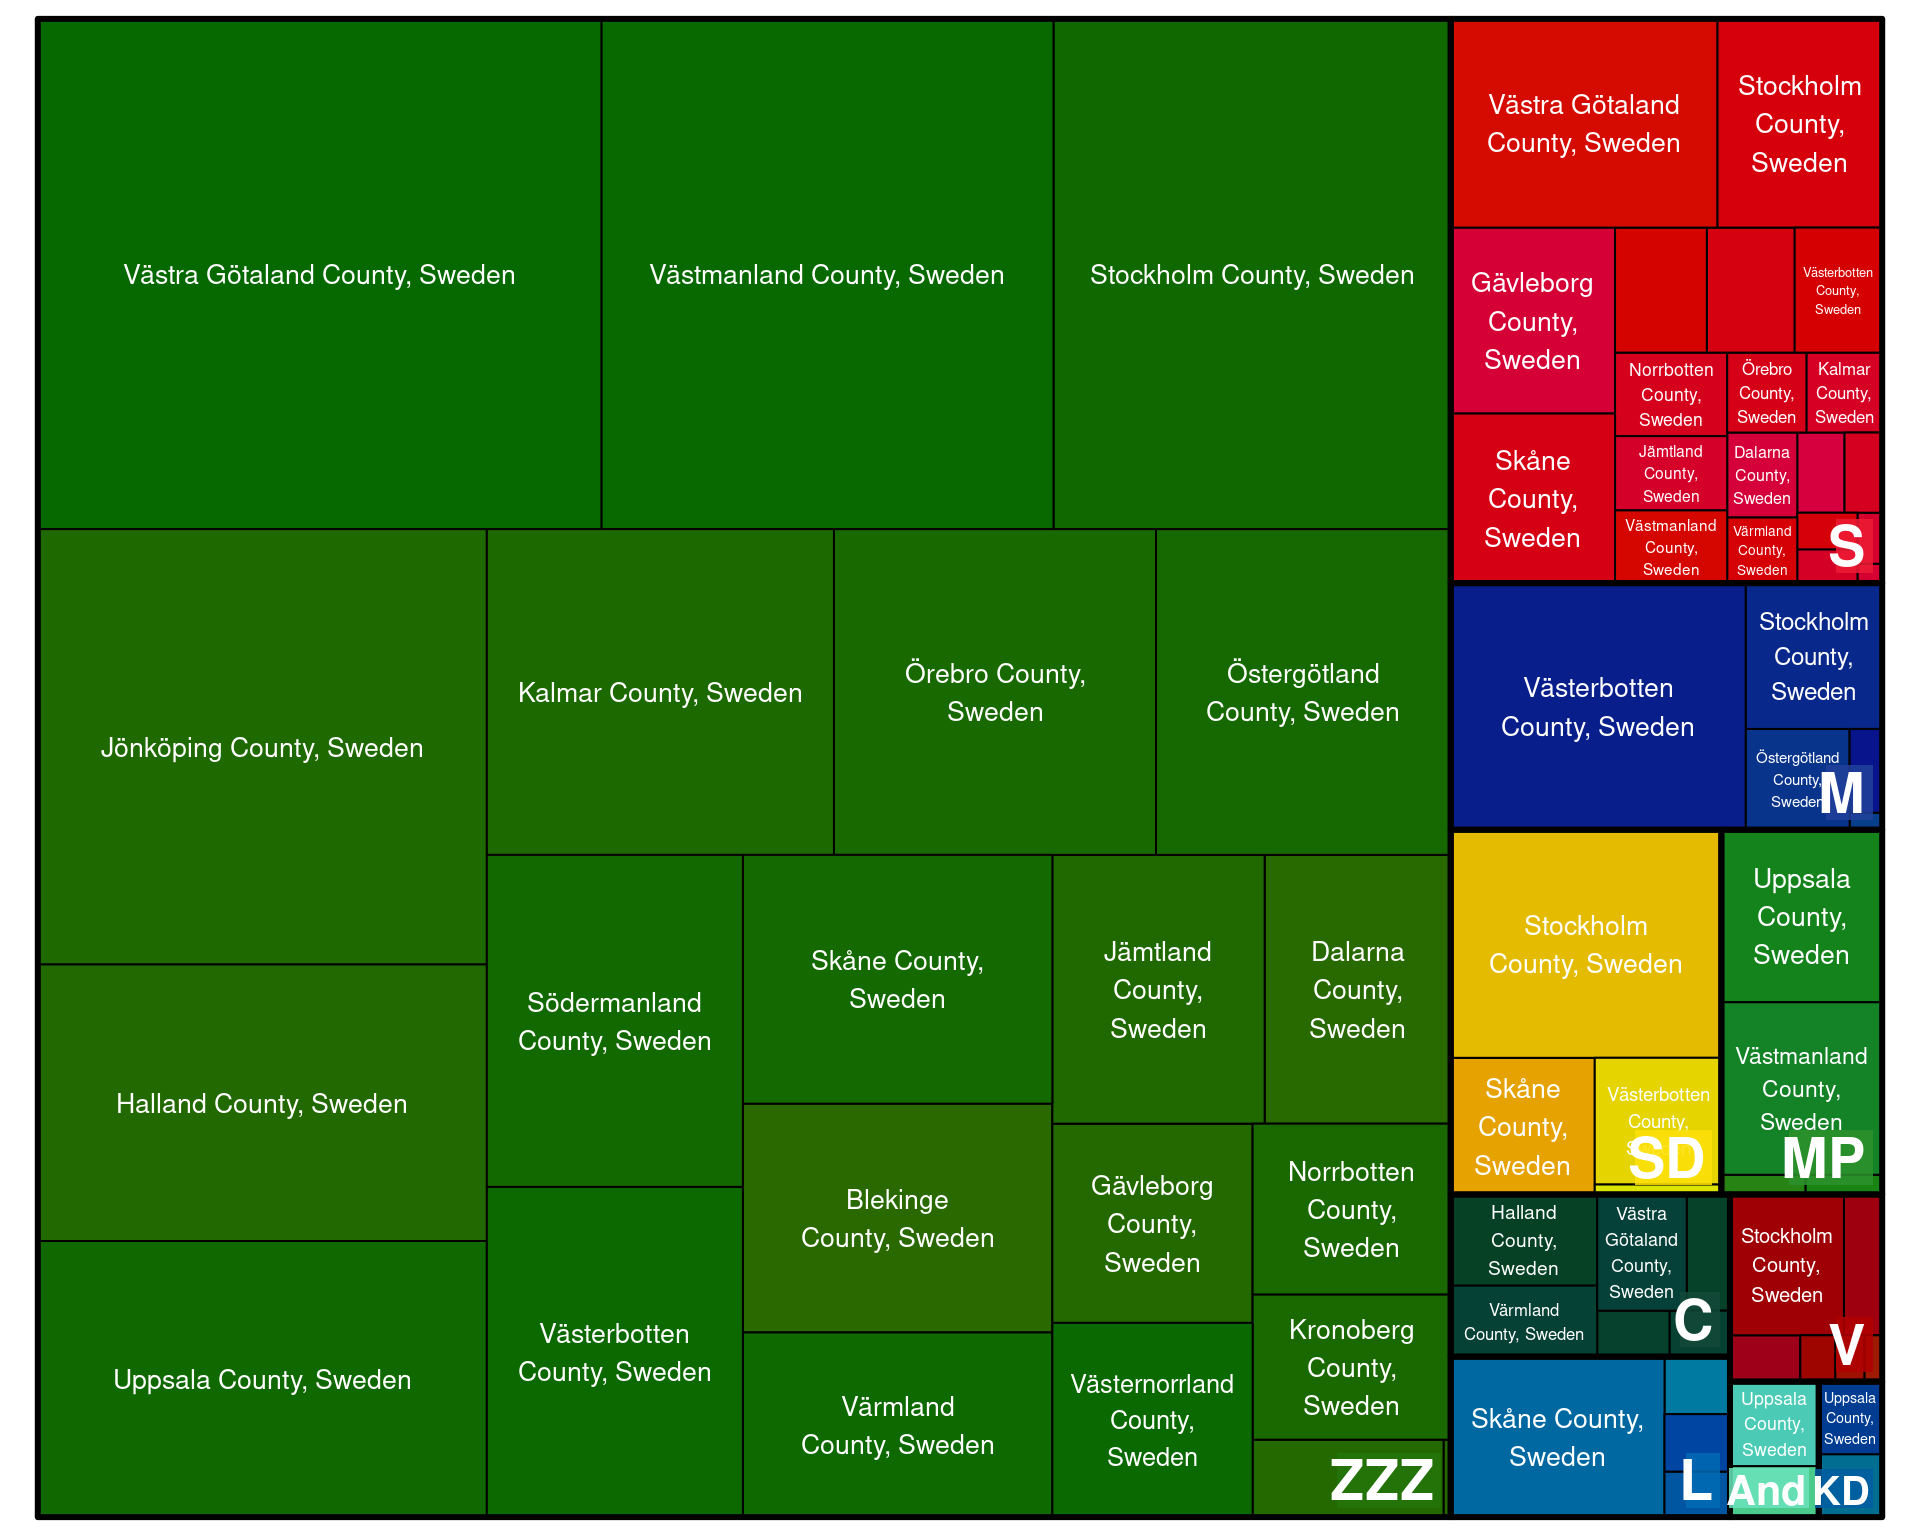 Västra Götaland County, Sweden
Västmanland County, Sweden
Stockholm County, Sweden
Jönköping County, Sweden
Kalmar County, Sweden
Örebro County,
Sweden
Östergötland
County, Sweden
Halland County, Sweden
Uppsala County, Sweden
Södermanland
County, Sweden
Västerbotten
County, Sweden
Skåne County,
Sweden
Blekinge
County, Sweden
Värmland
County, Sweden
Jämtland
County,
Sweden
Dalarna
County,
Sweden
Gävleborg
County,
Sweden
Västernorrland
County,
Sweden
Norrbotten
County,
Sweden
Kronoberg
County,
Sweden
ZZZ
Västra Götaland
County, Sweden
Stockholm
County,
Sweden
Gävleborg
County,
Sweden
Skåne
County,
Sweden
Västerbotten
County,
Sweden
Norrbotten
County,
Sweden
Örebro
County,
Sweden
Kalmar
County,
Sweden
Jämtland
County,
Sweden
Dalarna
County,
Sweden
Västmanland
County,
Sweden
Värmland
County,
Sweden
S
Västerbotten
County, Sweden
Stockholm
County,
Sweden
Östergötland
County,
Sweden
M
Stockholm
County, Sweden
Skåne
County,
Sweden
Västerbotten
County,
SD
Uppsala
County,
Sweden
Västmanland
County,
Sweden
MP
Halland
County,
Sweden
Värmland
County, Sweden
Västra
Götaland
County,
Sweden
C
Stockholm
County,
Sweden
V
Skåne County,
Sweden
L
Uppsala
County,
Sweden
And
Uppsala
County,
Sweden
KD